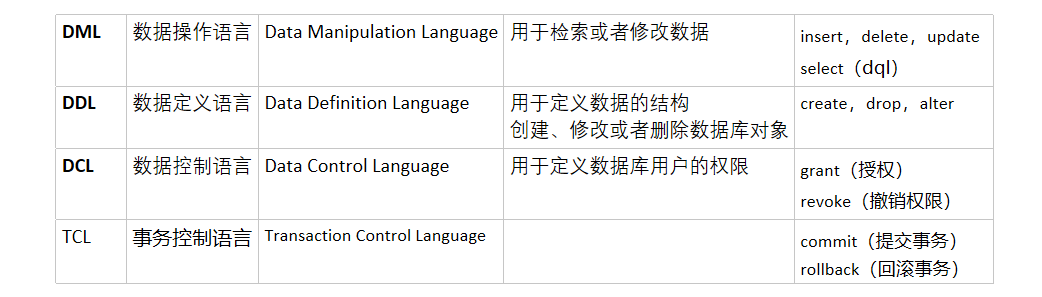 DML 数据操作语言 Data Manipulation Language 用于检索或者修改数据 insert，delete，update
select（dql）
DDL 数据定义语言 Data Definition Language 用于定义数据的结构 create，drop，alter
创建、修改或者删除数据库对象
DCL 数据控制语言 Data Control Language 用于定义数据库用户的权限 grant（授权）
revoke（撤销权限）
TCL 事务控制语言 Transaction Control Language commit（提交事务）
rollback（回滚事务）